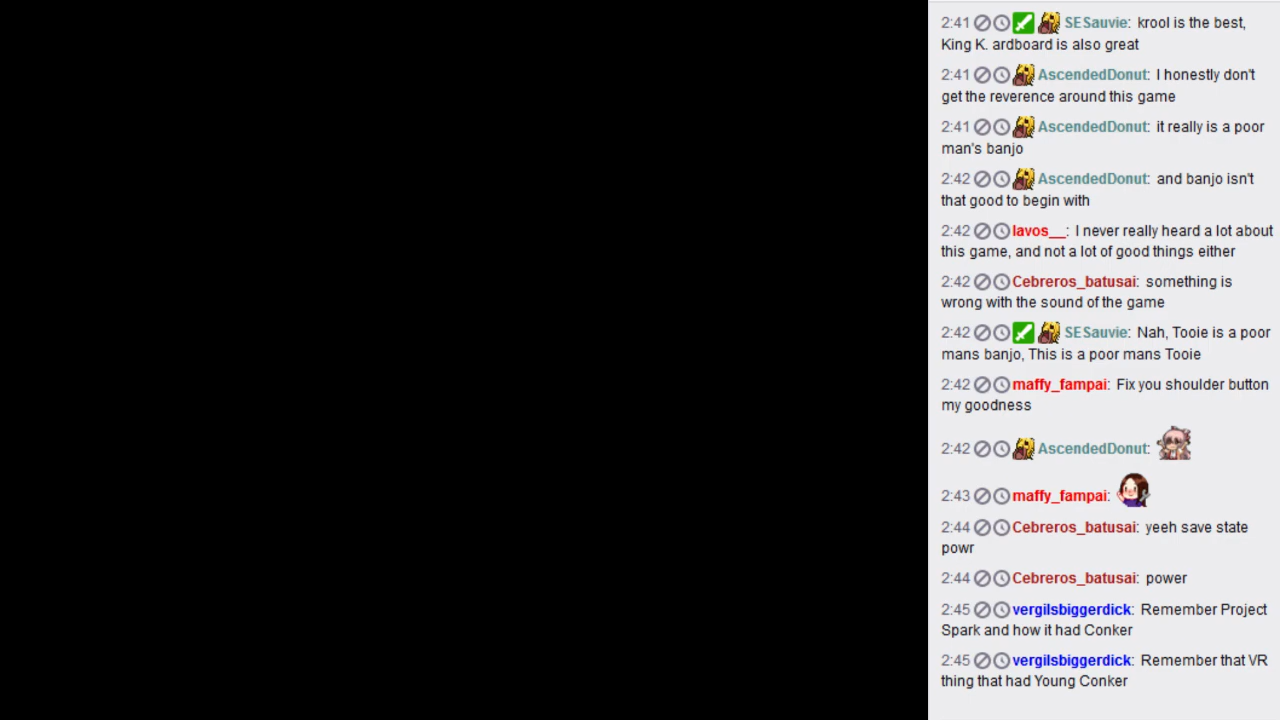 2:41 SESauvie: krool is the best,
King K. ardboard is also great
2:41 AscendedDonut: I honestly don't
get the reverence around this game
2:41 AscendedDonut: it really is a poor
man's banjo
2:42 AscendedDonut: and banjo isn't
that good to begin with
2:42 lavos__: I never really heard a lot about
this game, and not a lot of good things either
2:42 Cebreros_batusai: something is
wrong with the sound of the game
2:42 SESauvie: Nah, Tooie is a poor
mans banjo, This is a poor mans Tooie
2:42 maffy_fampai: Fix you shoulder button
my goodness
2:42 AscendedDonut:
2:43 maffy_fampai:
2:44 Cebreros_batusai: yeeh save state
powr
2:44 Cebreros_batusai: power
2:45 vergilsbiggerdick: Remember Project
Spark and how it had Conker
2:45 vergilsbiggerdick: Remember that VR
thing that had Young Conker